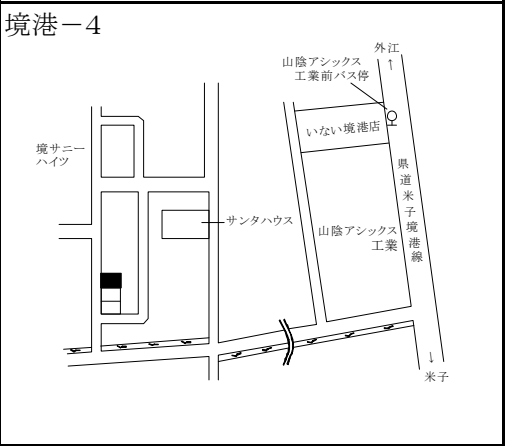 境港－4
外江
↑
山陰アシックス
工業前バス停
いない境港店
境サニー
ハイツ
県道米子境港線
サンタハウス
山陰アシックス
工業
↓
米子